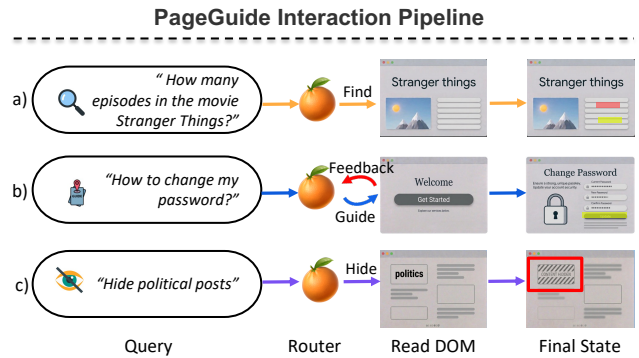 PageGuide Interaction Pipeline
a)
“ How many
episodes in the movie
Stranger Things?”
Find
Stranger things
Stranger things
b)
“How to change my
password?”
Feedback
Guide
Welcome
Get Started
Change Password
c)
“Hide political posts”
Hide
politics
Query
Router
Read DOM
Final State